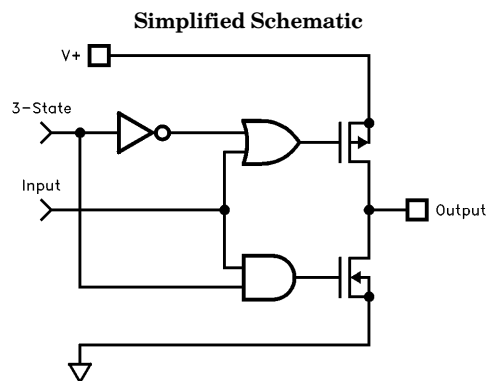 Simplified Schematic
V+
3-State
Input
Output